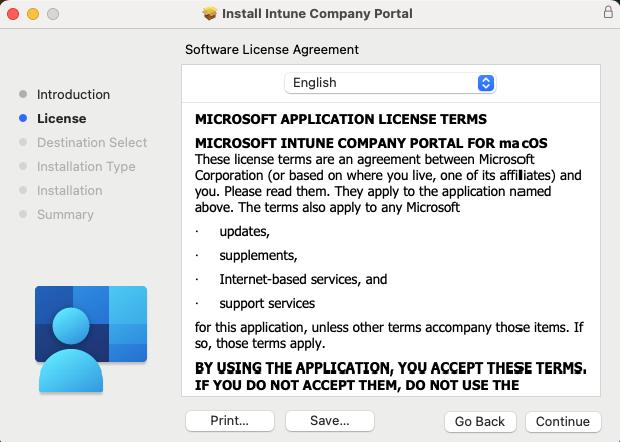 Install Intune Company Portal
Software License Agreement
Introduction
License
Destination Select
Installation Type
Installation
Summary
English
MICROSOFT APPLICATION LICENSE TERMS
MICROSOFT INTUNE COMPANY PORTAL FOR macOS
These license terms are an agreement between Microsoft
Corporation (or based on where you live, one of its affiliates) and
you. Please read them. They apply to the application named
above. The terms also apply to any Microsoft
· updates,
· supplements,
· Internet-based services, and
· support services
for this application, unless other terms accompany those items. If
so, those terms apply.
BY USING THE APPLICATION, YOU ACCEPT THESE TERMS.
IF YOU DO NOT ACCEPT THEM, DO NOT USE THE
Print...
Save...
Go Back
Continue